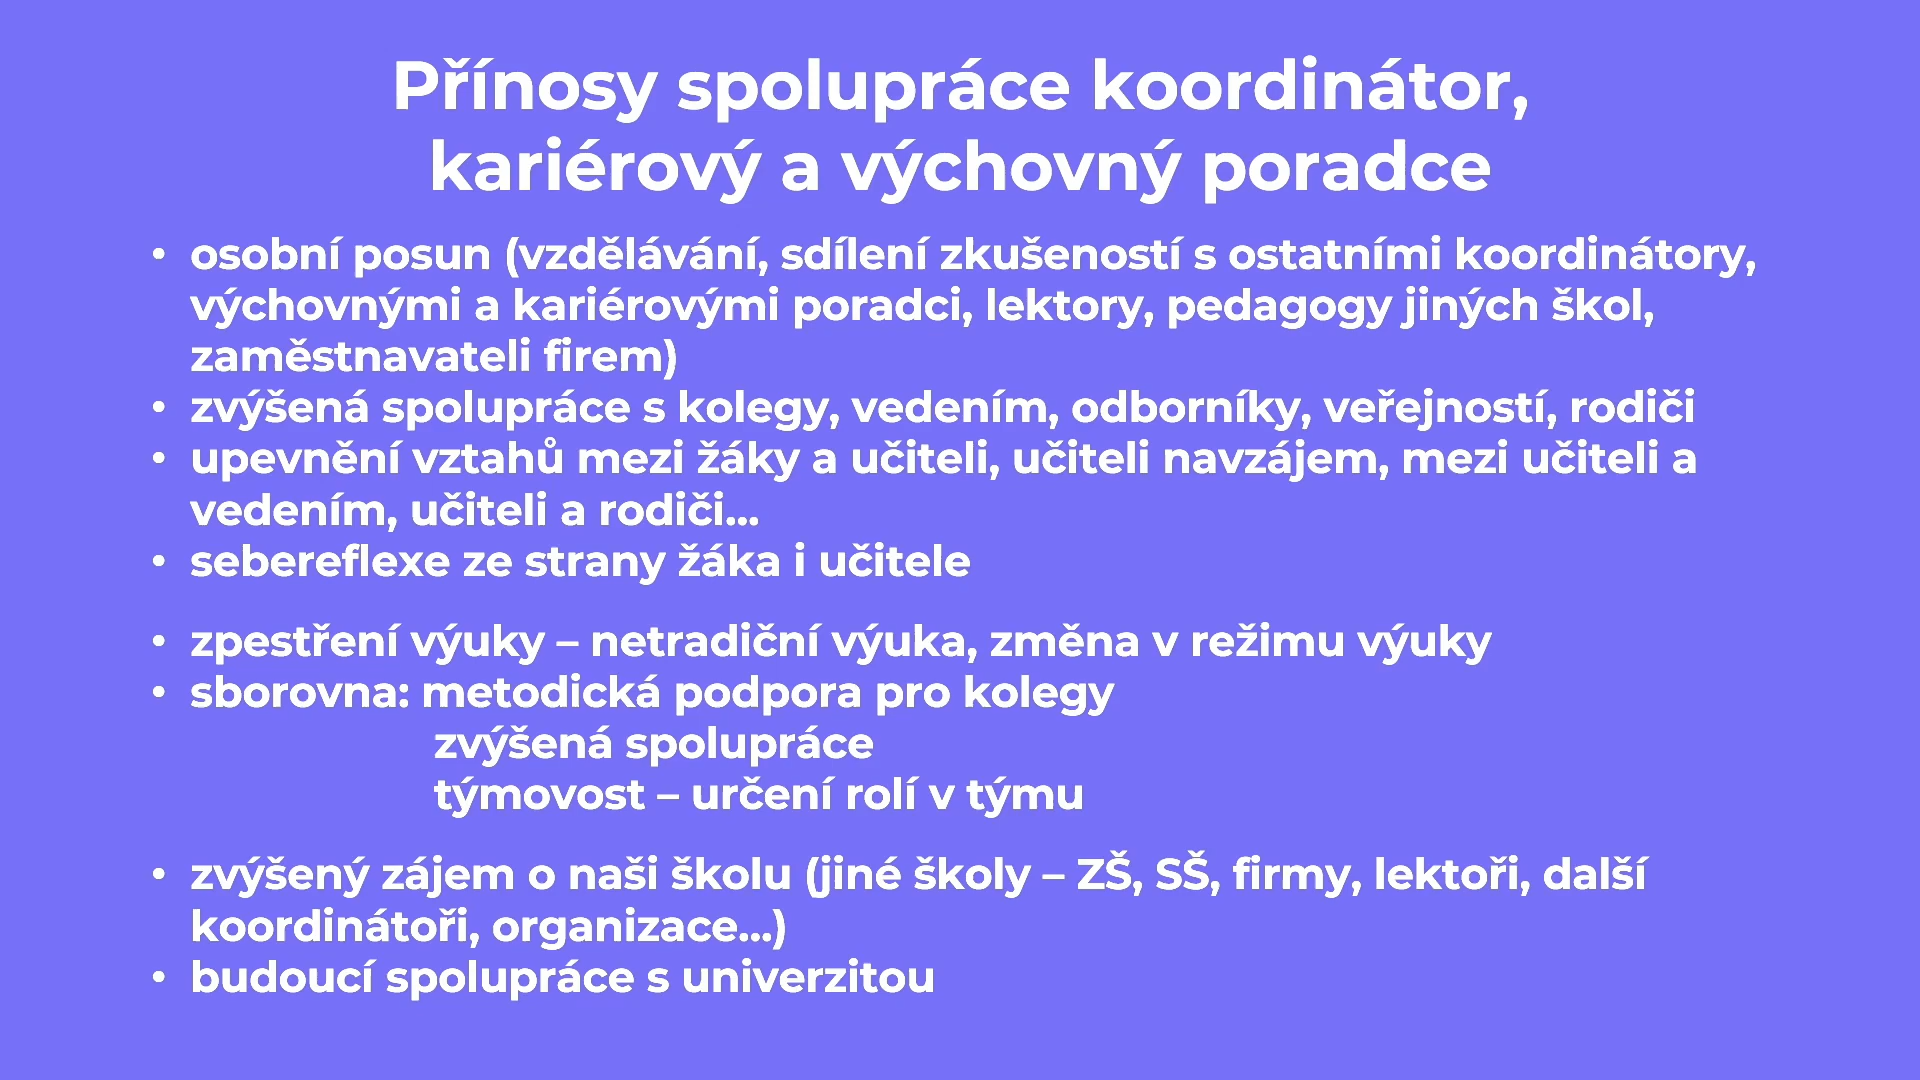 Přínosy spolupráce koordinátor,
kariérový a výchovný poradce
• osobní posun (vzdělávání, sdílení zkušeností s ostatními koordinátory,
výchovnými a kariérovými poradci, lektory, pedagogy jiných škol,
zaměstnavateli firem)
• zvýšená spolupráce s kolegy, vedením, odborníky, veřejností, rodiči
• upevnění vztahů mezi žáky a učiteli, učiteli navzájem, mezi učiteli a
vedením, učiteli a rodiči...
• sebereflexe ze strany žáka i učitele
• zpestření výuky – netradiční výuka, změna v režimu výuky
• sborovna: metodická podpora pro kolegy
zvýšená spolupráce
týmovost – určení rolí v týmu
• zvýšený zájem o naši školu (jiné školy – ZŠ, SŠ, firmy, lektoři, další
koordinátoři, organizace...)
• budoucí spolupráce s univerzitou